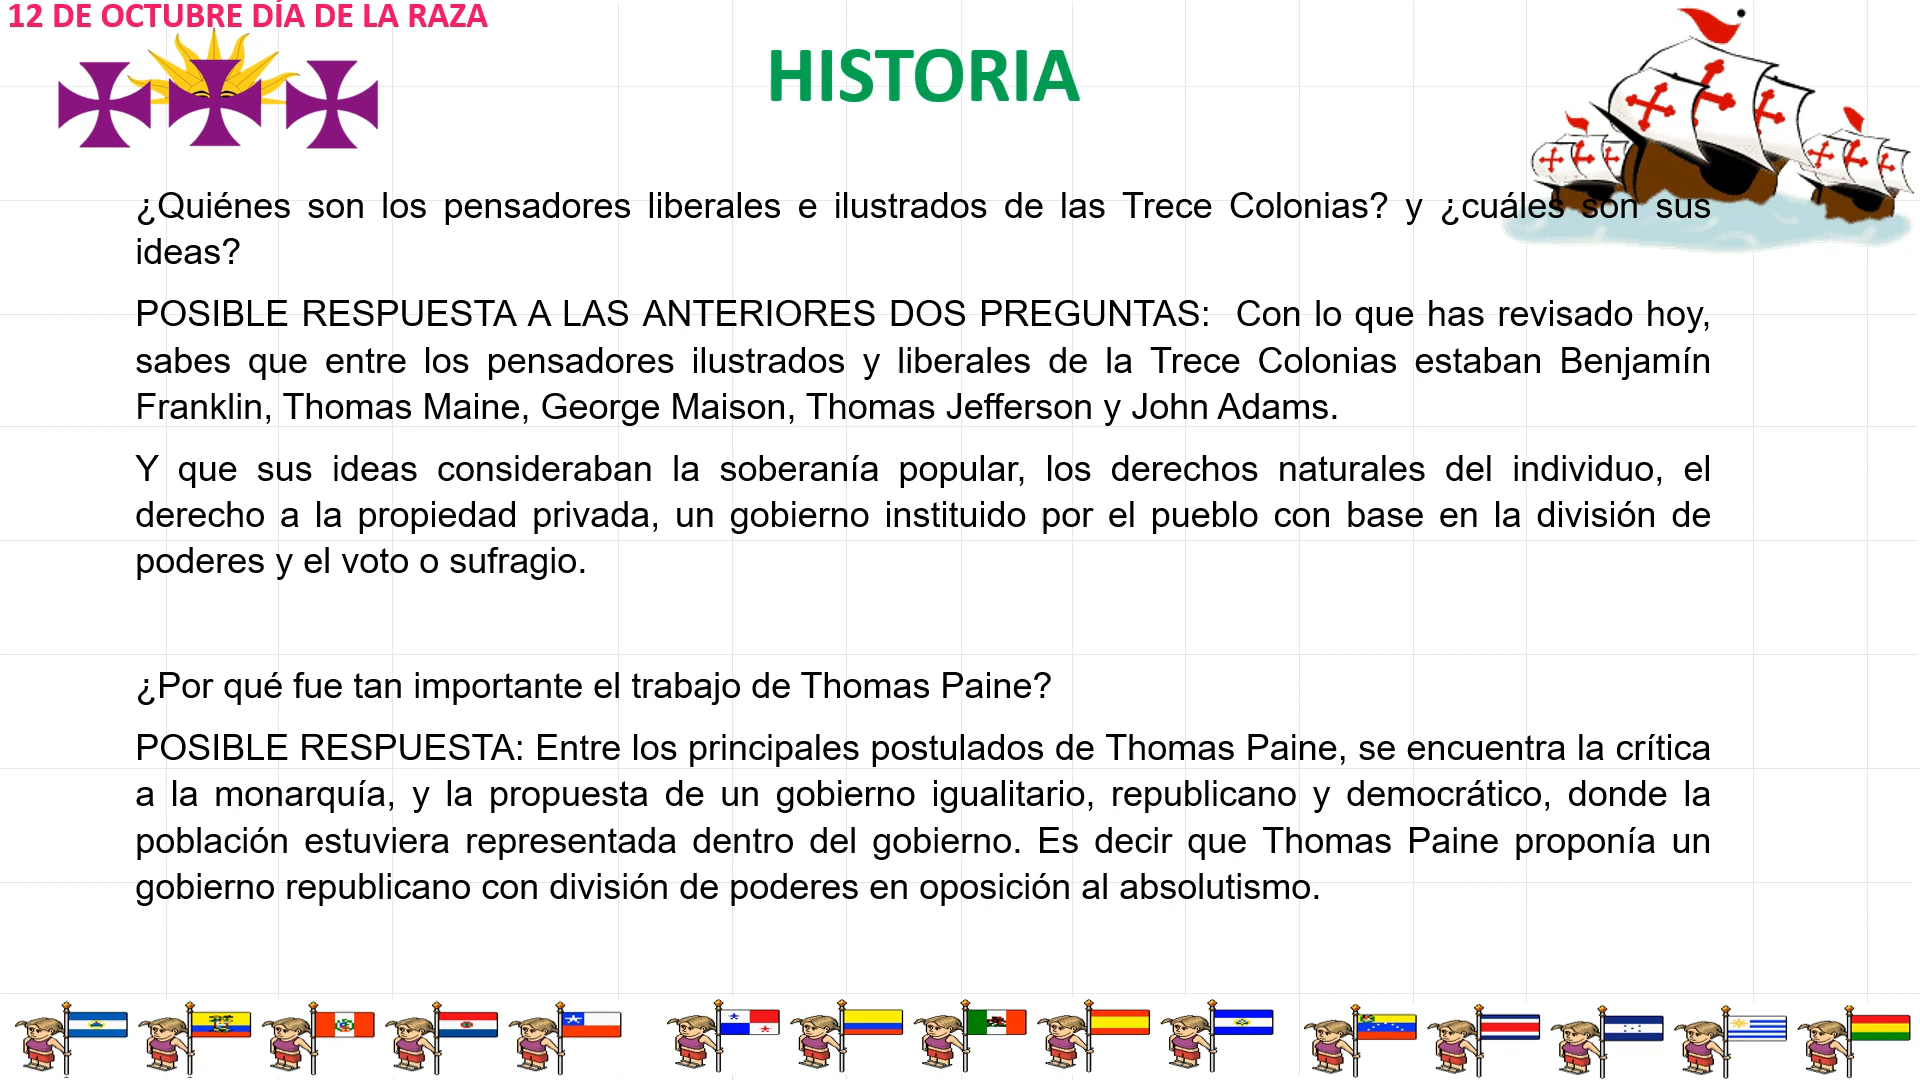 12 DE OCTUBRE DÍA DE LA RAZA
HISTORIA
¿Quiénes son los pensadores liberales e ilustrados de las Trece Colonias? y ¿cuáles son sus
ideas?
POSIBLE RESPUESTA A LAS ANTERIORES DOS PREGUNTAS: Con lo que has revisado hoy,
sabes que entre los pensadores ilustrados y liberales de la Trece Colonias estaban Benjamín
Franklin, Thomas Maine, George Maison, Thomas Jefferson y John Adams.
Y que sus ideas consideraban la soberanía popular, los derechos naturales del individuo, el
derecho a la propiedad privada, un gobierno instituido por el pueblo con base en la división de
poderes y el voto o sufragio.
¿Por qué fue tan importante el trabajo de Thomas Paine?
POSIBLE RESPUESTA: Entre los principales postulados de Thomas Paine, se encuentra la crítica
a la monarquía, y la propuesta de un gobierno igualitario, republicano y democrático, donde la
población estuviera representada dentro del gobierno. Es decir que Thomas Paine proponía un
gobierno republicano con división de poderes en oposición al absolutismo.